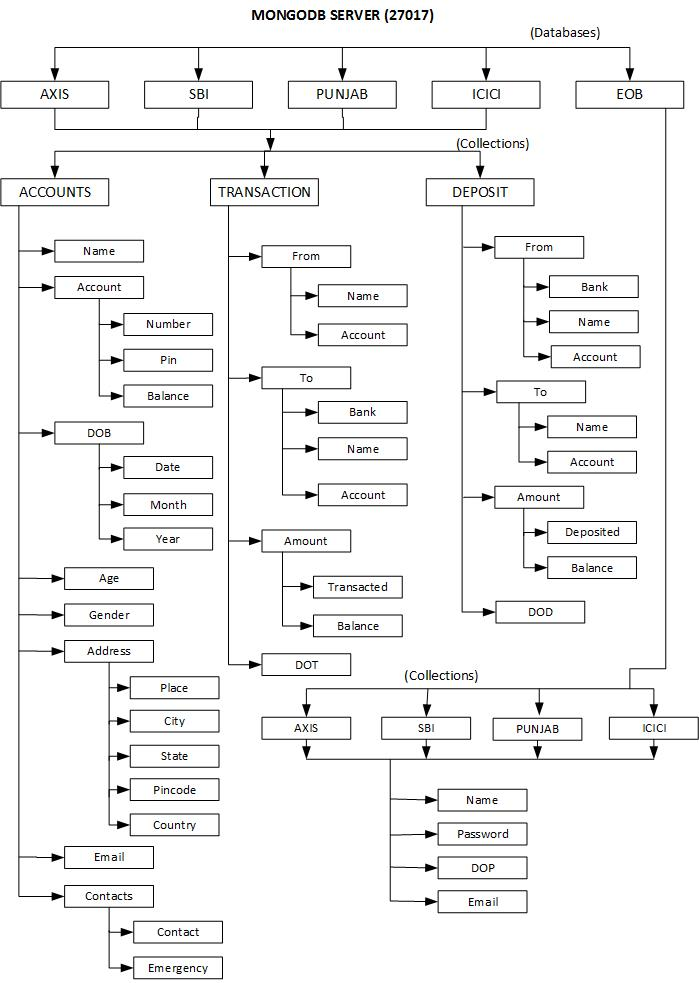 MONGODB SERVER (27017)
(Databases)
AXIS
SBI
PUNJAB
ICICI
EOB
(Collections)
ACCOUNTS
TRANSACTION
DEPOSIT
Name
Account
Number
Pin
Balance
DOB
Date
Month
Year
Age
Gender
Address
Place
City
State
Pincode
Country
Email
Contacts
Contact
Emergency
From
Name
Account
To
Bank
Name
Account
Amount
Transacted
Balance
DOT
From
Bank
Name
Account
To
Name
Account
Amount
Deposited
Balance
DOD
(Collections)
AXIS
SBI
PUNJAB
ICICI
Name
Password
DOP
Email